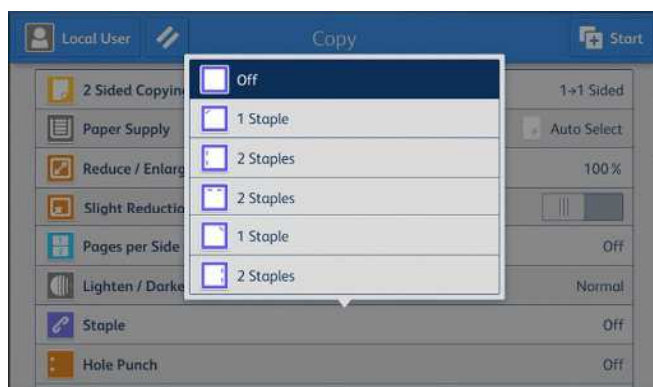 Local User
Copy
Start
Off
2 Sided Copyin
1→1 Sided
1 Staple
Paper Supply
Auto Select
2 Staples
Reduce / Enlarg
100 %
2 Staples
Slight Reductio
1 Staple
Pages per Side
Off
2 Staples
Lighten / Darke
Normal
Staple
Off
Hole Punch
Off